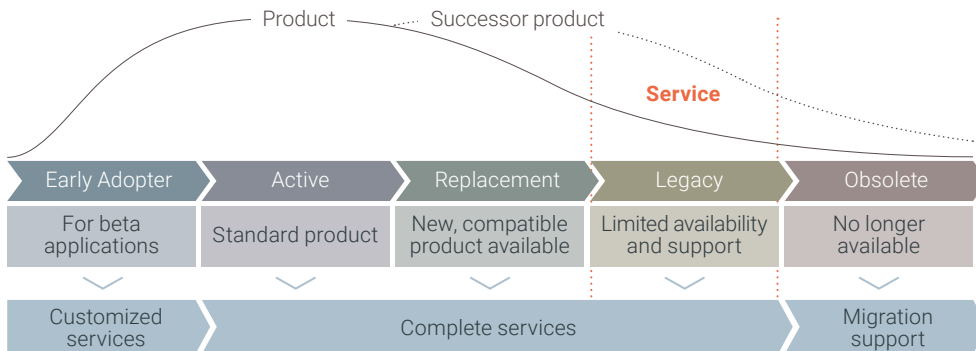 Product
Successor product
Service
Early Adopter
Active
Replacement
Legacy
Obsolete
For beta
applications
Standard product
New, compatible
product available
Limited availability
and support
No longer
available
Customized
services
Complete services
Migration
support